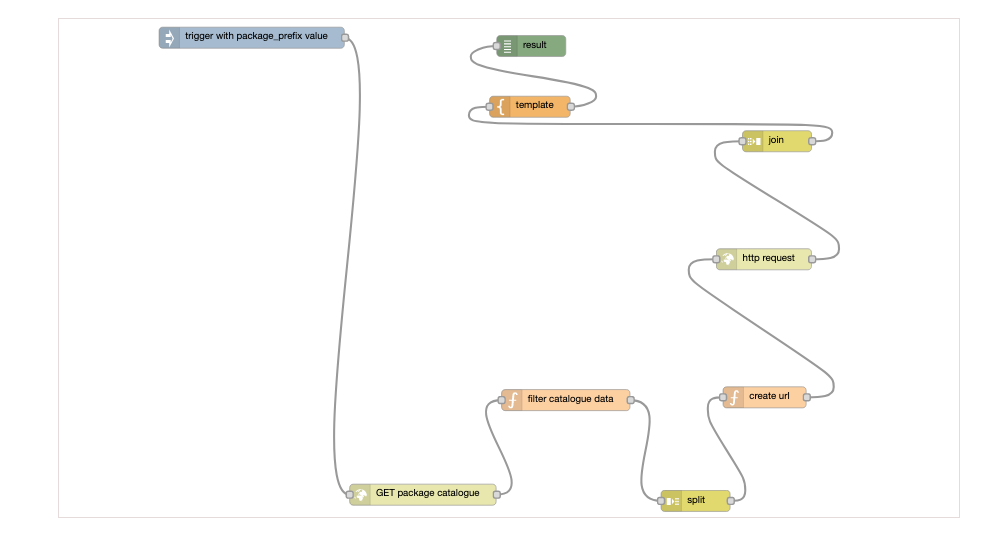 trigger with package_prefix value
result
template
join
http request
create url
filter catalogue data
GET package catalogue
split